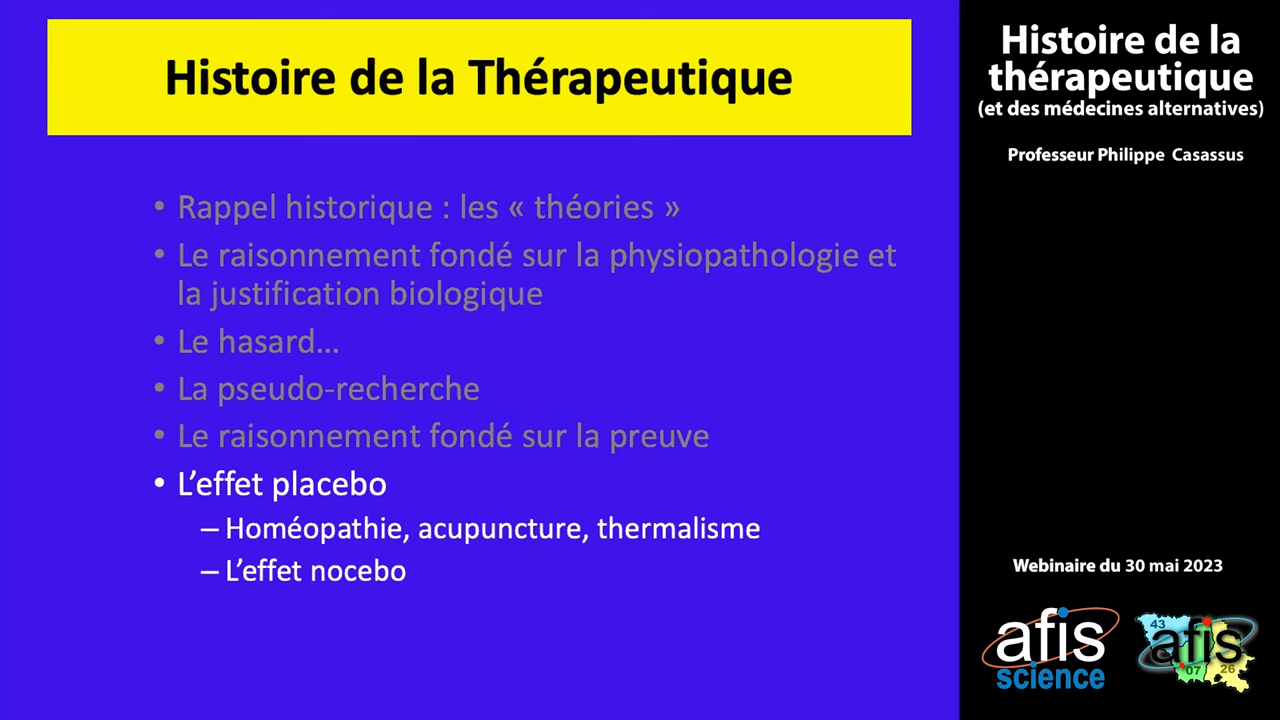 Histoire de la Thérapeutique
• Rappel historique : les « théories »
• Le raisonnement fondé sur la physiopathologie et
la justification biologique
• Le hasard...
• La pseudo-recherche
• Le raisonnement fondé sur la preuve
• L’effet placebo
– Homéopathie, acupuncture, thermalisme
– L’effet nocebo
Histoire de la
thérapeutique
(et des médecines alternatives)
Professeur Philippe Casassus
Webinaire du 30 mai 2023
afis
science
43
afis
07
26